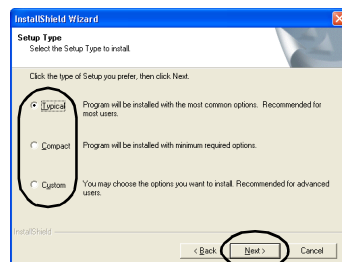 InstallShield Wizard
Setup Type
Select the Setup Type to install.
Click the type of Setup you prefer, then click Next.
Typical
Program will be installed with the most common options. Recommended for
most users.
Compact
Program will be installed with minimum required options.
Custom
You may choose the options you want to install. Recommended for advanced
users.
InstallShield
< Back
Next >
Cancel